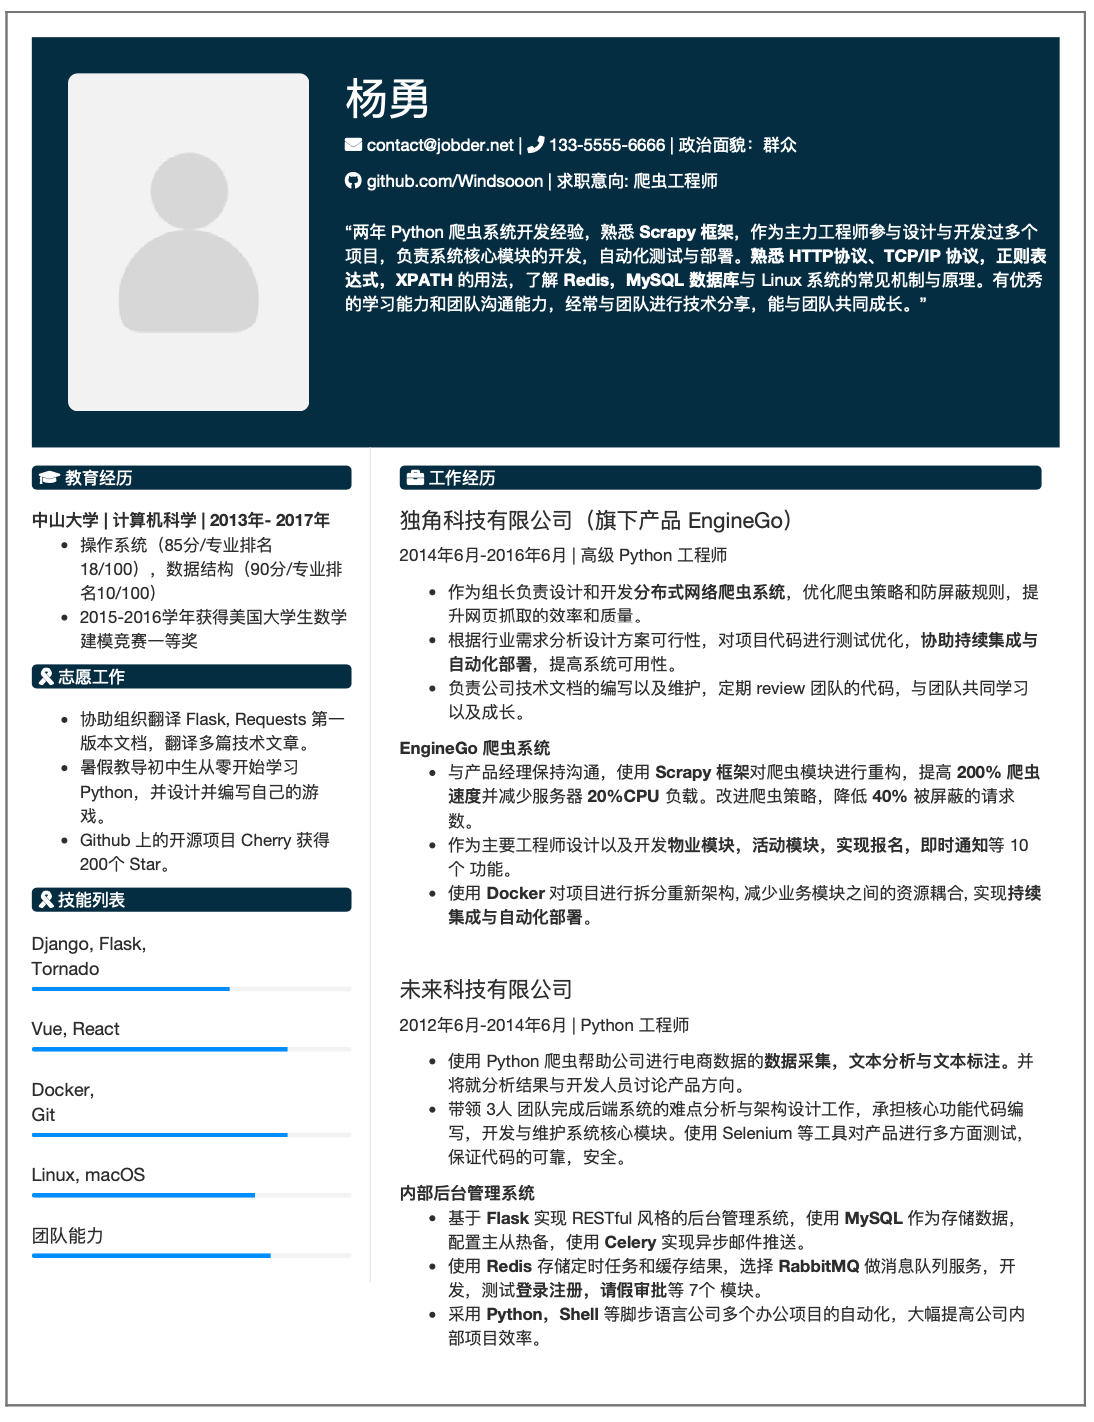 杨勇
contact@jobder.net | 133-5555-6666 | 政治面貌：群众
github.com/Windsooon | 求职意向: 爬虫工程师
“两年 Python 爬虫系统开发经验，熟悉 Scrapy 框架，作为主力工程师参与设计与开发过多个
项目，负责系统核心模块的开发，自动化测试与部署。熟悉 HTTP协议、TCP/IP 协议，正则表
达式，XPATH 的用法，了解 Redis，MySQL 数据库与 Linux 系统的常见机制与原理。有优秀
的学习能力和团队沟通能力，经常与团队进行技术分享，能与团队共同成长。”
教育经历
中山大学 | 计算机科学 | 2013年- 2017年
• 操作系统（85分/专业排名
18/100），数据结构（90分/专业排
名10/100）
• 2015-2016学年获得美国大学生数学
建模竞赛一等奖
志愿工作
• 协助组织翻译 Flask, Requests 第一
版本文档，翻译多篇技术文章。
• 暑假教导初中生从零开始学习
Python，并设计并编写自己的游
戏。
• Github 上的开源项目 Cherry 获得
200个 Star。
技能列表
Django, Flask,
Tornado
Vue, React
Docker,
Git
Linux, macOS
团队能力
工作经历
独角科技有限公司（旗下产品 EngineGo）
2014年6月-2016年6月 | 高级 Python 工程师
• 作为组长负责设计和开发分布式网络爬虫系统，优化爬虫策略和防屏蔽规则，提
升网页抓取的效率和质量。
• 根据行业需求分析设计方案可行性，对项目代码进行测试优化，协助持续集成与
自动化部署，提高系统可用性。
• 负责公司技术文档的编写以及维护，定期 review 团队的代码，与团队共同学习
以及成长。
EngineGo 爬虫系统
• 与产品经理保持沟通，使用 Scrapy 框架对爬虫模块进行重构，提高 200% 爬虫
速度并减少服务器 20%CPU 负载。改进爬虫策略，降低 40% 被屏蔽的请求
数。
• 作为主要工程师设计以及开发物业模块，活动模块，实现报名，即时通知等 10
个 功能。
• 使用 Docker 对项目进行拆分重新架构, 减少业务模块之间的资源耦合, 实现持续
集成与自动化部署。
未来科技有限公司
2012年6月-2014年6月 | Python 工程师
• 使用 Python 爬虫帮助公司进行电商数据的数据采集，文本分析与文本标注。并
将就分析结果与开发人员讨论产品方向。
• 带领 3人 团队完成后端系统的难点分析与架构设计工作，承担核心功能代码编
写，开发与维护系统核心模块。使用 Selenium 等工具对产品进行多方面测试，
保证代码的可靠，安全。
内部后台管理系统
• 基于 Flask 实现 RESTful 风格的后台管理系统，使用 MySQL 作为存储数据，
配置主从热备，使用 Celery 实现异步邮件推送。
• 使用 Redis 存储定时任务和缓存结果，选择 RabbitMQ 做消息队列服务，开
发，测试登录注册，请假审批等 7个 模块。
• 采用 Python，Shell 等脚步语言公司多个办公项目的自动化，大幅提高公司内
部项目效率。